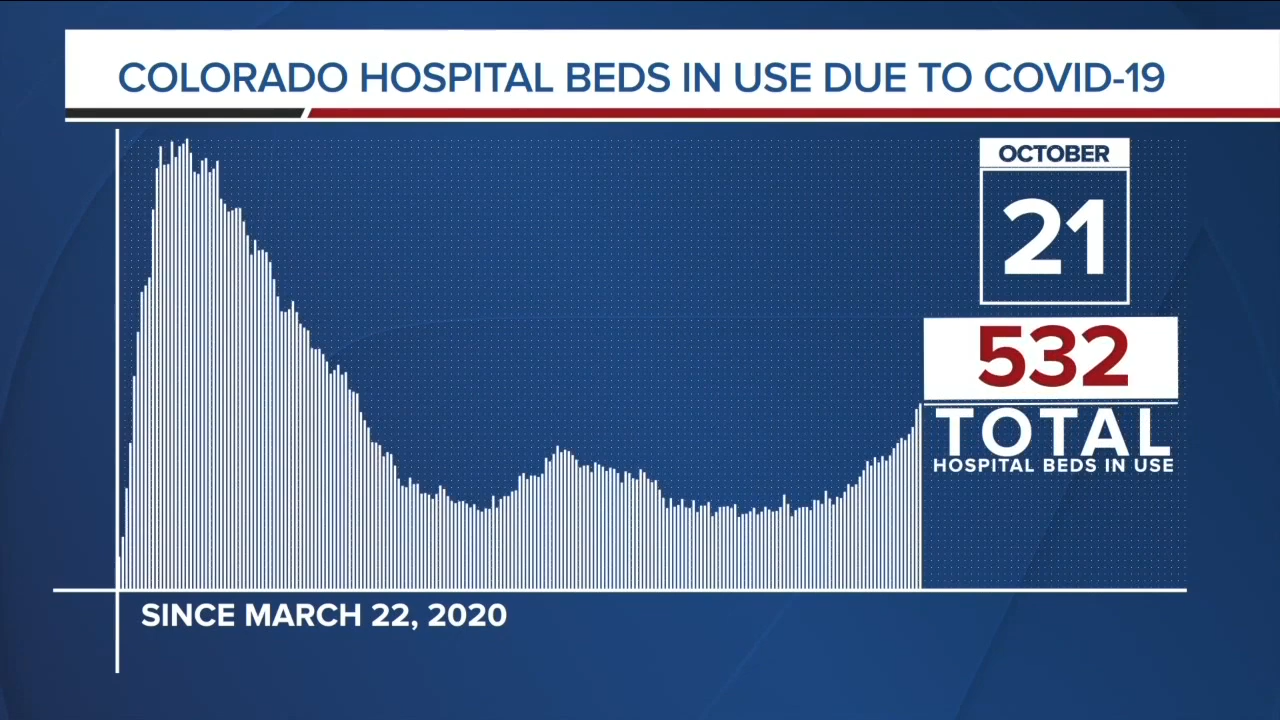 COLORADO HOSPITAL BEDS IN USE DUE TO COVID-19
OCTOBER
21
532
TOTAL
HOSPITAL BEDS IN USE
SINCE MARCH 22, 2020